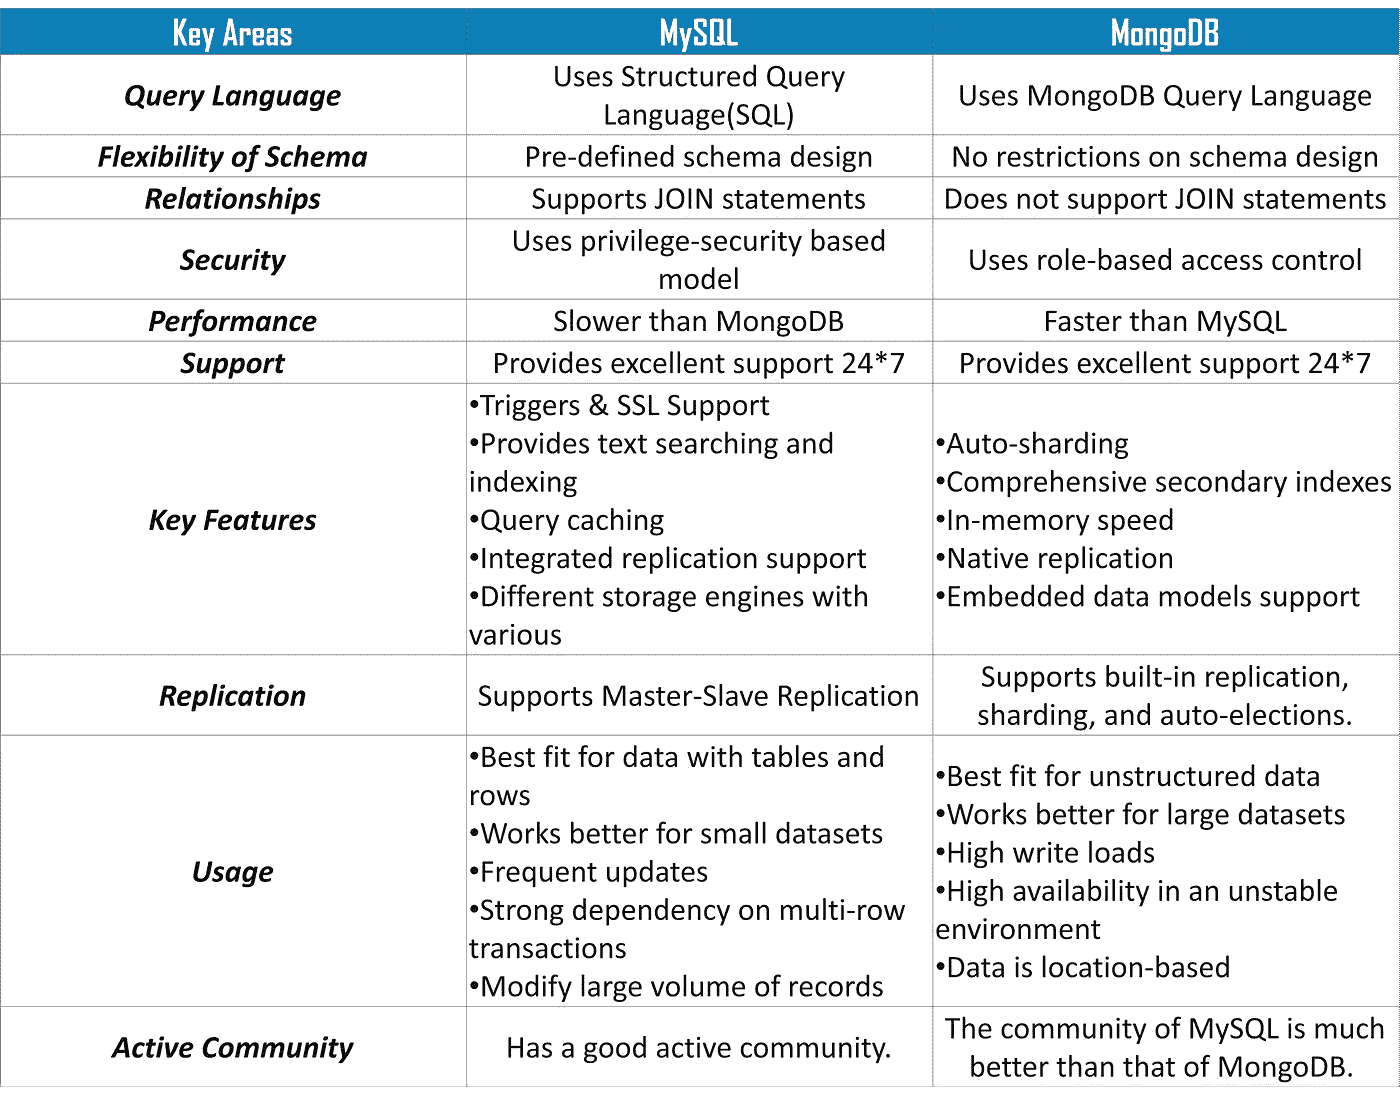 Key Areas
MySQL
MongoDB
Query Language
Uses Structured Query
Language(SQL)
Uses MongoDB Query Language
Flexibility of Schema
Pre-defined schema design
No restrictions on schema design
Relationships
Supports JOIN statements
Does not support JOIN statements
Security
Uses privilege-security based
model
Uses role-based access control
Performance
Slower than MongoDB
Faster than MySQL
Support
Provides excellent support 24*7
Provides excellent support 24*7
Key Features
•Triggers & SSL Support
•Provides text searching and
indexing
•Query caching
•Integrated replication support
•Different storage engines with
various
•Auto-sharding
•Comprehensive secondary indexes
•In-memory speed
•Native replication
•Embedded data models support
Replication
Supports Master-Slave Replication
Supports built-in replication,
sharding, and auto-elections.
Usage
•Best fit for data with tables and
rows
•Works better for small datasets
•Frequent updates
•Strong dependency on multi-row
transactions
•Modify large volume of records
•Best fit for unstructured data
•Works better for large datasets
•High write loads
•High availability in an unstable
environment
•Data is location-based
Active Community
Has a good active community.
The community of MySQL is much
better than that of MongoDB.